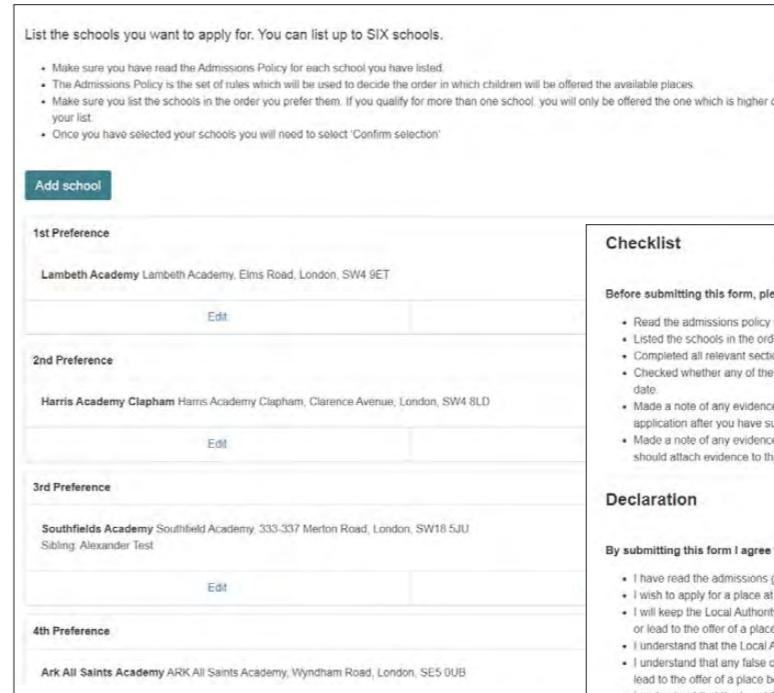 List the schools you want to apply for. You can list up to SIX schools.
Make sure you have read the Admissions Policy for each school you have listed.
The Admissions Policy is the set of rules which will be used to decide the order in which children will be offered the available places.
Make sure you list the schools in the order you prefer them. If you qualify for more than one school, you will only be offered the one which is higher
your list.
Once you have selected your schools you will need to select 'Confirm selection'
Add school
1st Preference
Lambeth Academy Lambeth Academy, Elms Road, London, SW4 9ET
Edit
2nd Preference
Harris Academy Clapham Harris Academy Clapham, Clarence Avenue, London, SW4 8LD
Edit
3rd Preference
Southfields Academy Southfield Academy, 333-337 Merton Road, London, SW18 5JU
Sibling: Alexander Test
Edit
4th Preference
Ark All Saints Academy ARK All Saints Academy, Wyndham Road, London, SE5 0UB
Checklist
Before submitting this form,
Read the admissions policy
Listed the schools in the
Completed all relevant
Checked whether any of the
date.
Made a note of any
application after you have
Made a note of any
should attach evidence to
Declaration
By submitting this form I agree
I have read the admissions
I wish to apply for a place at
I will keep the Local
or lead to the offer of a
I understand that the Local
I understand that any false
lead to the offer of a place